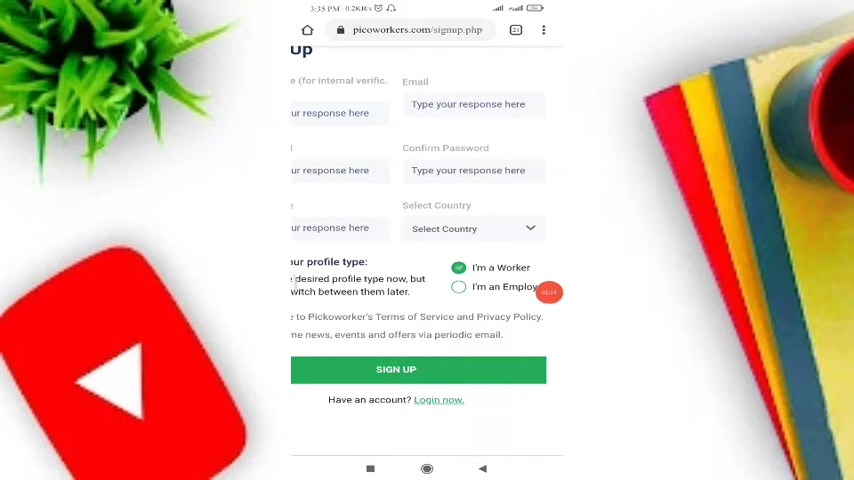 3:35 PM 0.2KB/s
picoworkers.com/signup.php 21
Up
e (for internal verific. Email
ur response here Type your response here
d Confirm Password
ur response here Type your response here
e Select Country
ur response here Select Country
our profile type: I'm a Worker
e desired profile type now, but I'm an Employ
witch between them later.
e to Pickoworker's Terms of Service and Privacy Policy.
me news, events and offers via periodic email.
SIGN UP
Have an account? Login now.